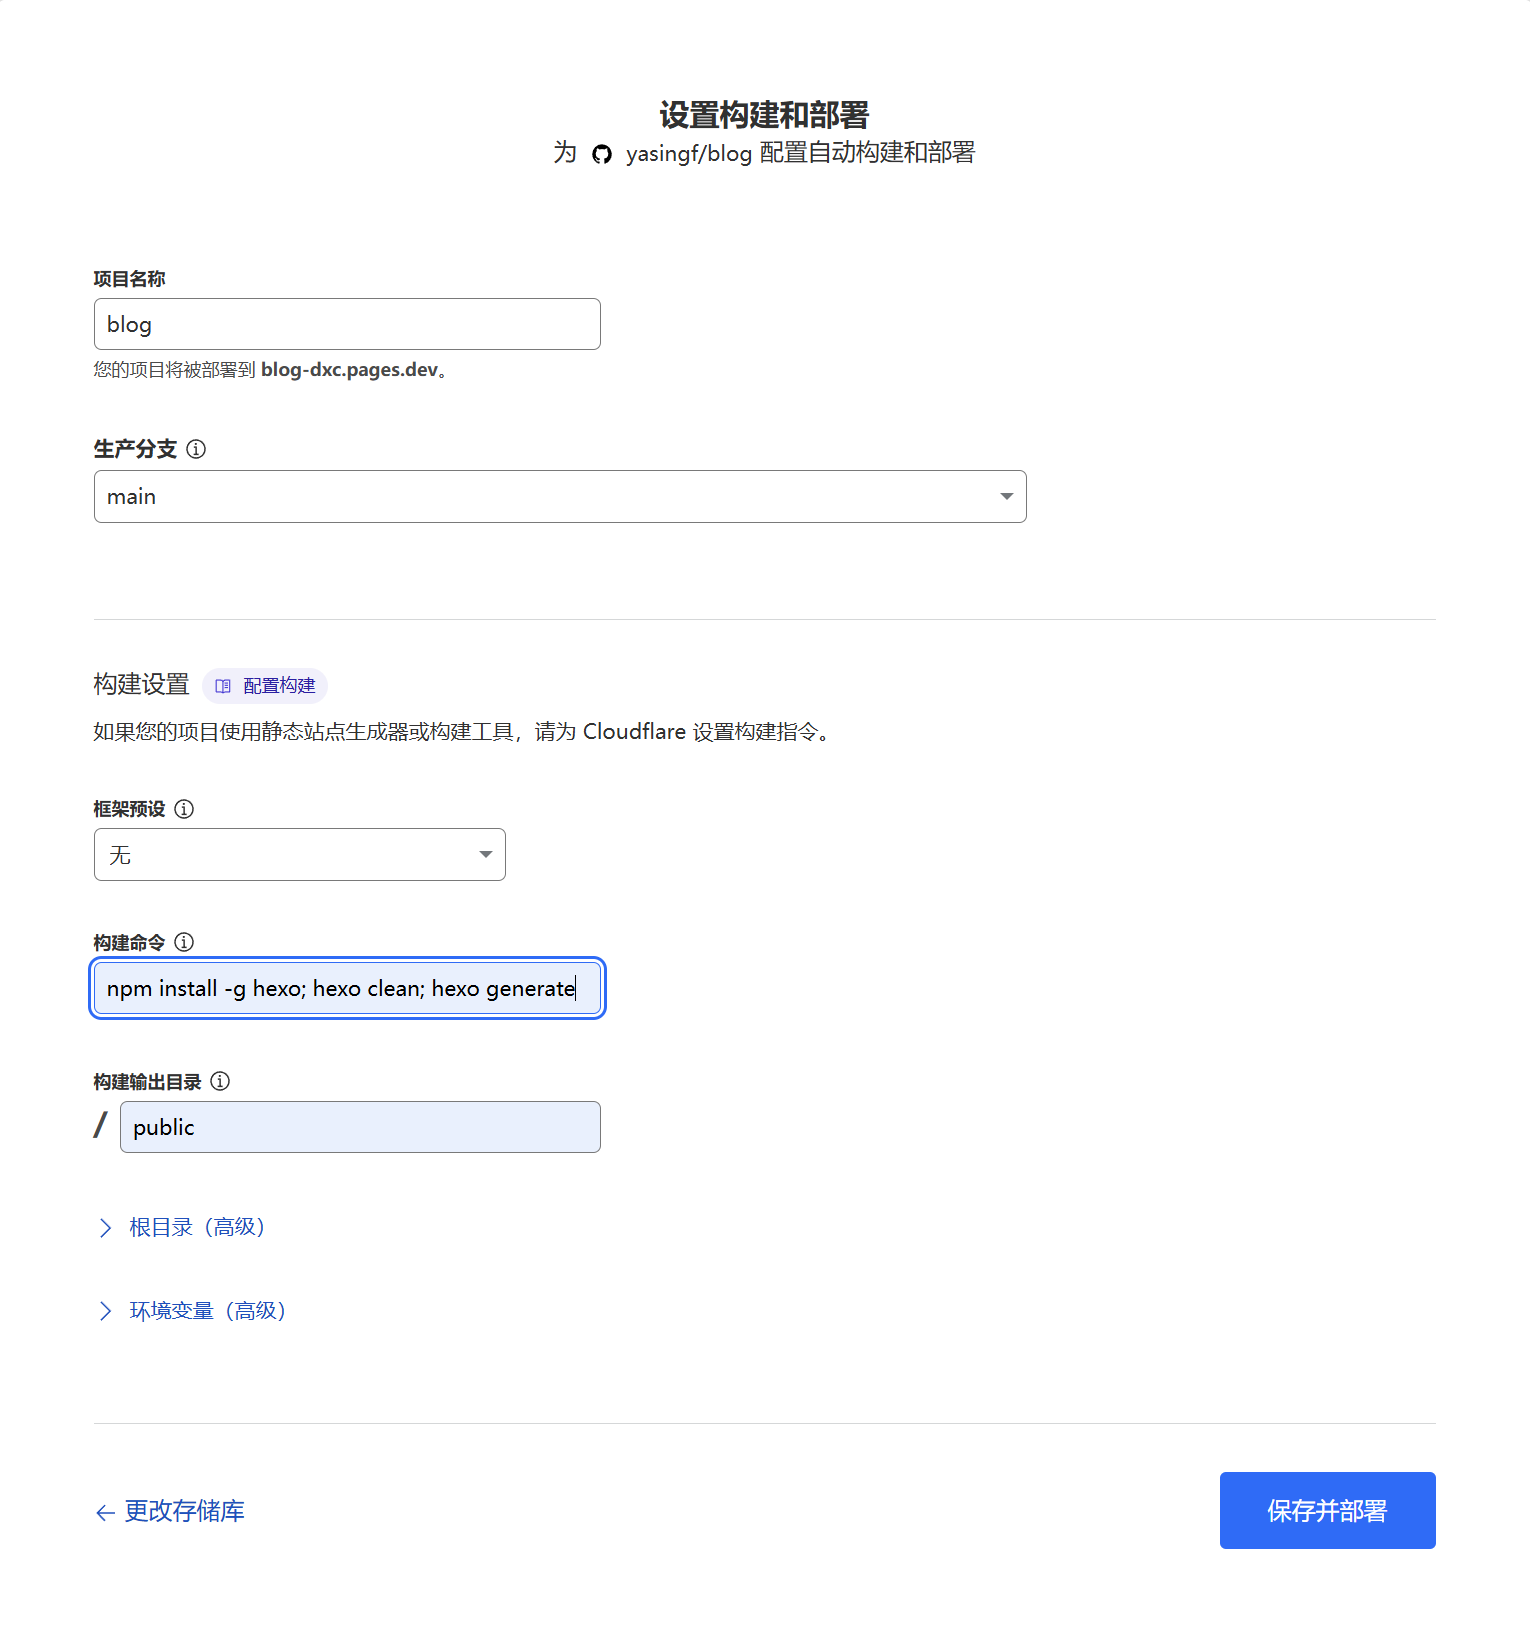 设置构建和部署
为 yasingf/blog 配置自动构建和部署
项目名称
blog
您的项目将被部署到 blog-dxc.pages.dev。
生产分支
main
构建设置 配置构建
如果您的项目使用静态站点生成器或构建工具，请为 Cloudflare 设置构建指令。
框架预设
无
构建命令
npm install -g hexo; hexo clean; hexo generate
构建输出目录
/ public
根目录（高级）
环境变量（高级）
← 更改存储库
保存并部署